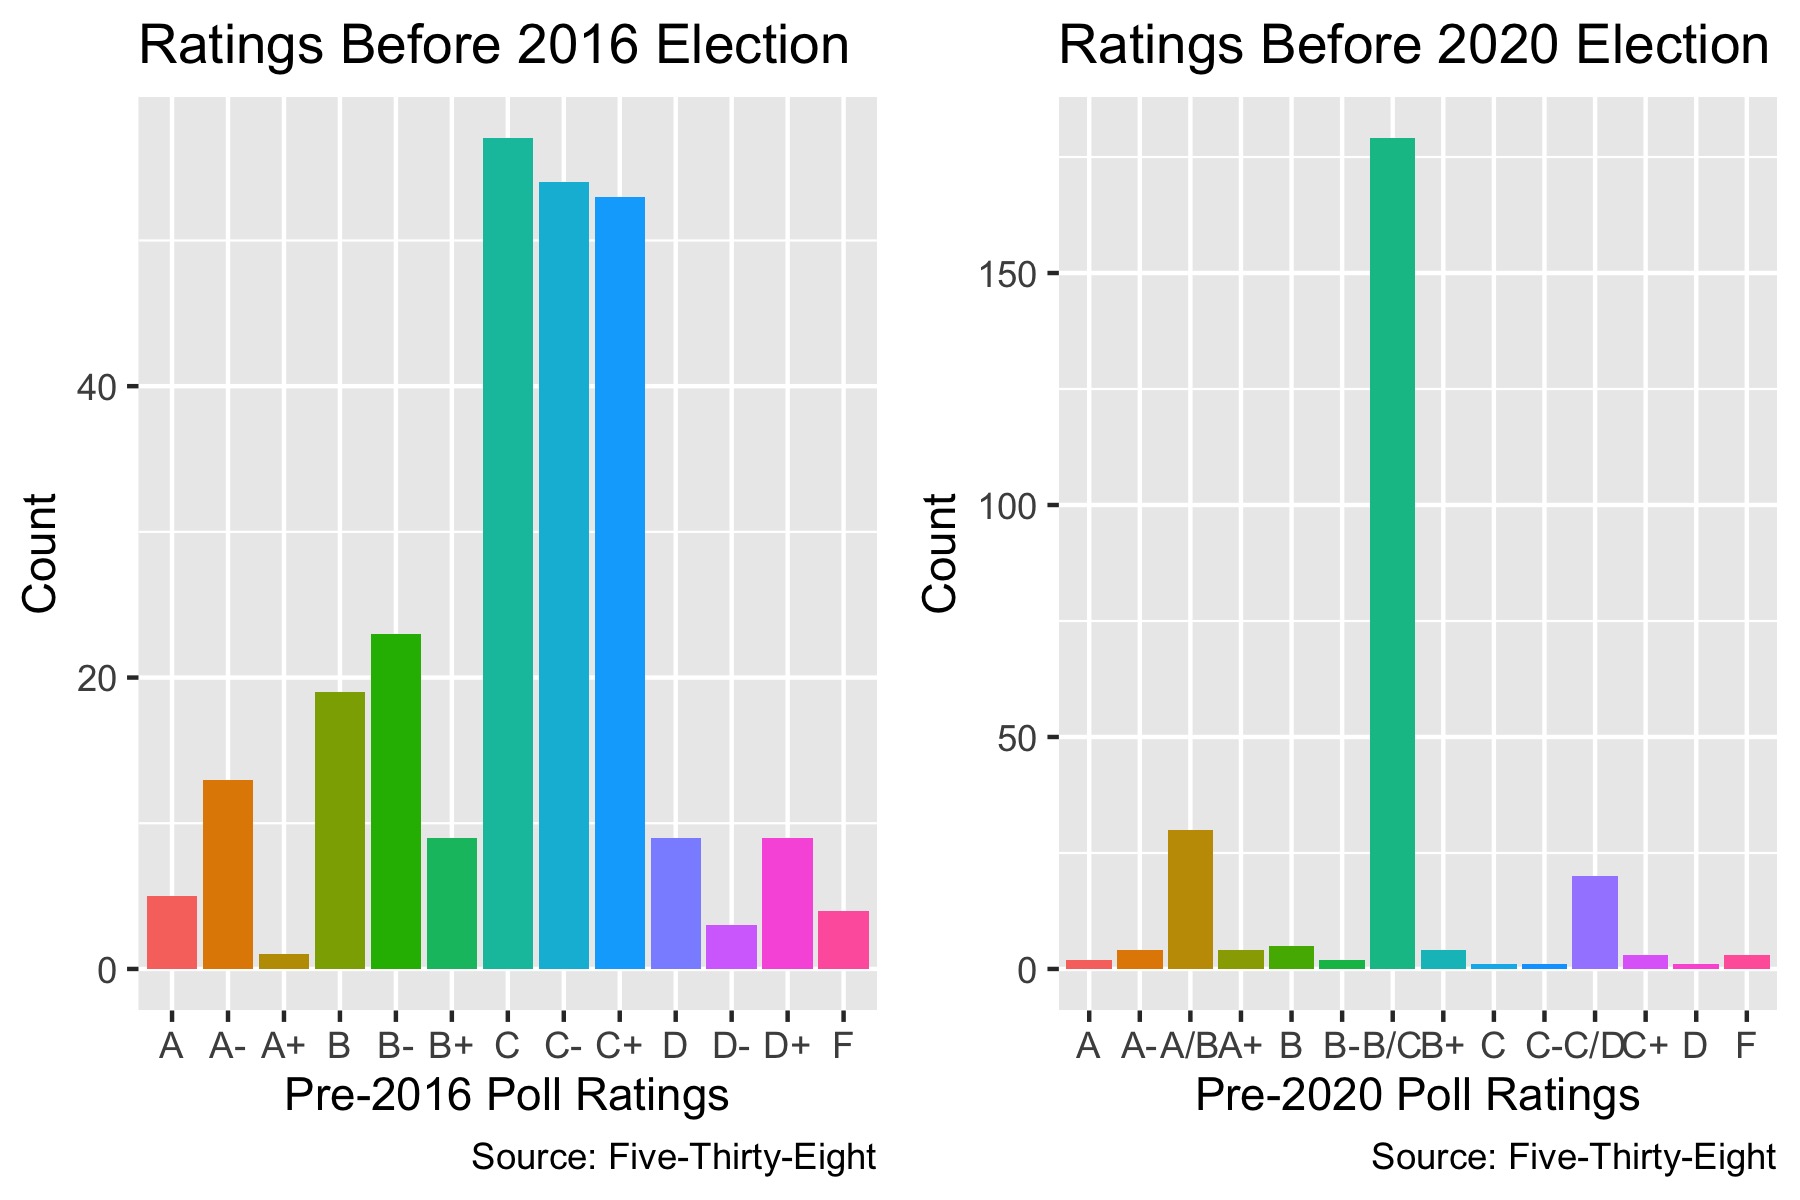 Ratings Before 2016 Election
Count
40
20
0
A A- A+ B B- B+ C C- C+ D D- D+ F
Pre-2016 Poll Ratings
Source: Five-Thirty-Eight
Ratings Before 2020 Election
Count
150
100
50
0
A A- A/B A+ B B- B/C B+ C C- C/D C+ D F
Pre-2020 Poll Ratings
Source: Five-Thirty-Eight